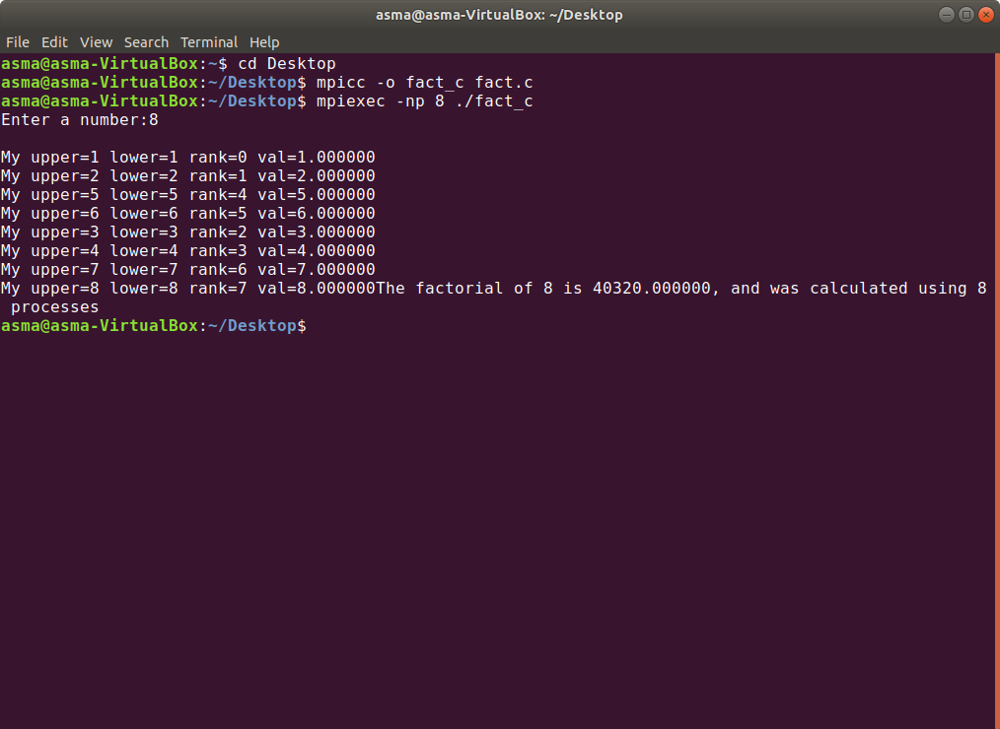 asma@asma-VirtualBox: ~/Desktop
File Edit View Search Terminal Help
asma@asma-VirtualBox:~$ cd Desktop
asma@asma-VirtualBox:~/Desktop$ mpicc -o fact_c fact.c
asma@asma-VirtualBox:~/Desktop$ mpiexec -np 8 ./fact_c
Enter a number:8
My upper=1 lower=1 rank=0 val=1.000000
My upper=2 lower=2 rank=1 val=2.000000
My upper=5 lower=5 rank=4 val=5.000000
My upper=6 lower=6 rank=5 val=6.000000
My upper=3 lower=3 rank=2 val=3.000000
My upper=4 lower=4 rank=3 val=4.000000
My upper=7 lower=7 rank=6 val=7.000000
My upper=8 lower=8 rank=7 val=8.000000The factorial of 8 is 40320.000000, and was calculated using 8
 processes
asma@asma-VirtualBox:~/Desktop$